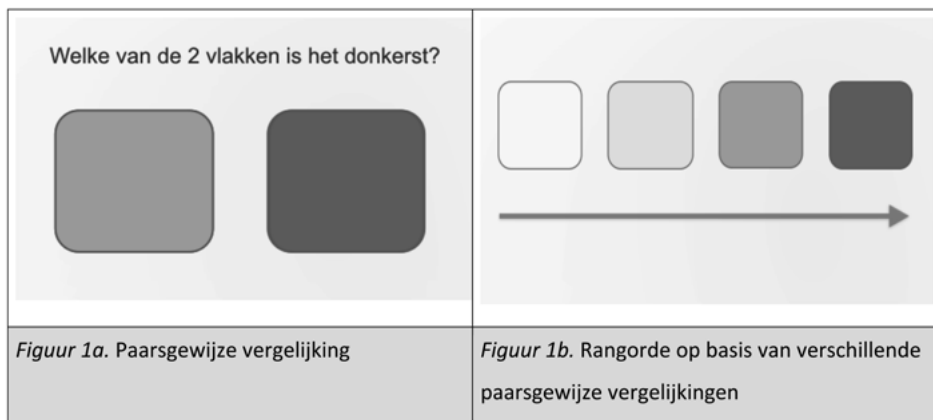 Welke van de 2 vlakken is het donkerst?
Figuur 1a. Paarsgewijze vergelijking
Figuur 1b. Rangorde op basis van verschillende
paarsgewijze vergelijkingen